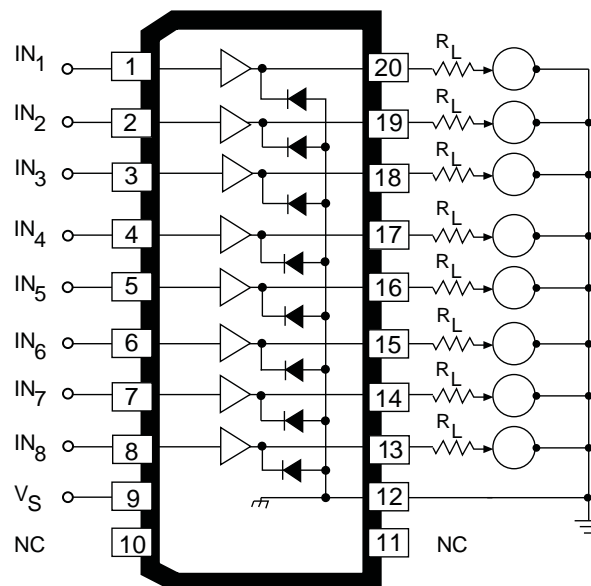 IN1 1 20 RL
IN2 2 19 RL
IN3 3 18 RL
IN4 4 17 RL
IN5 5 16 RL
IN6 6 15 RL
IN7 7 14 RL
IN8 8 13 RL
VS 9 12
NC 10 11 NC